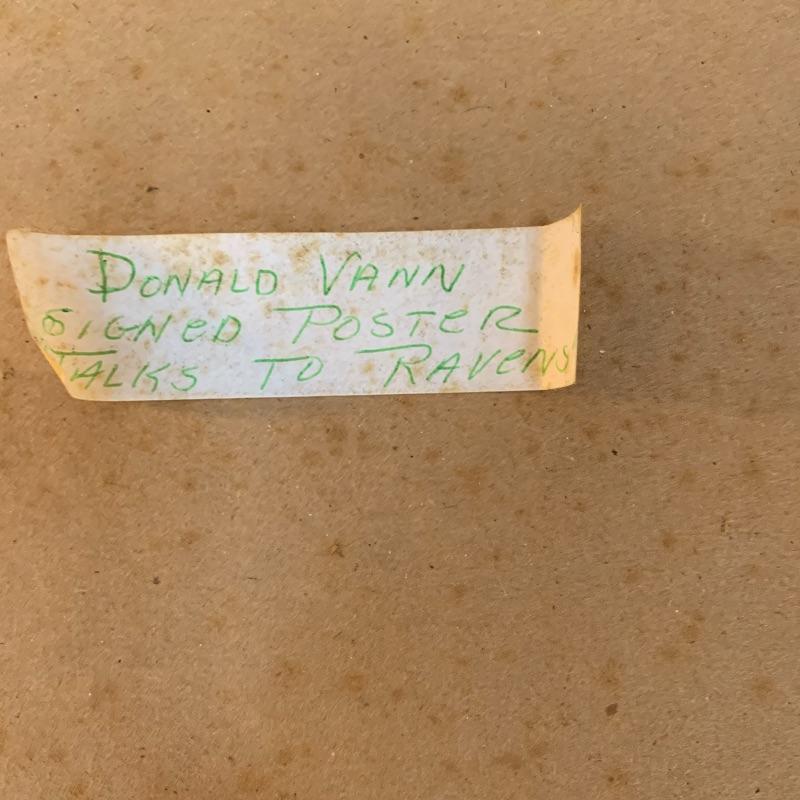 DONALD VANN
SIGNeD POSTeR
TALKS TO RAVeNS